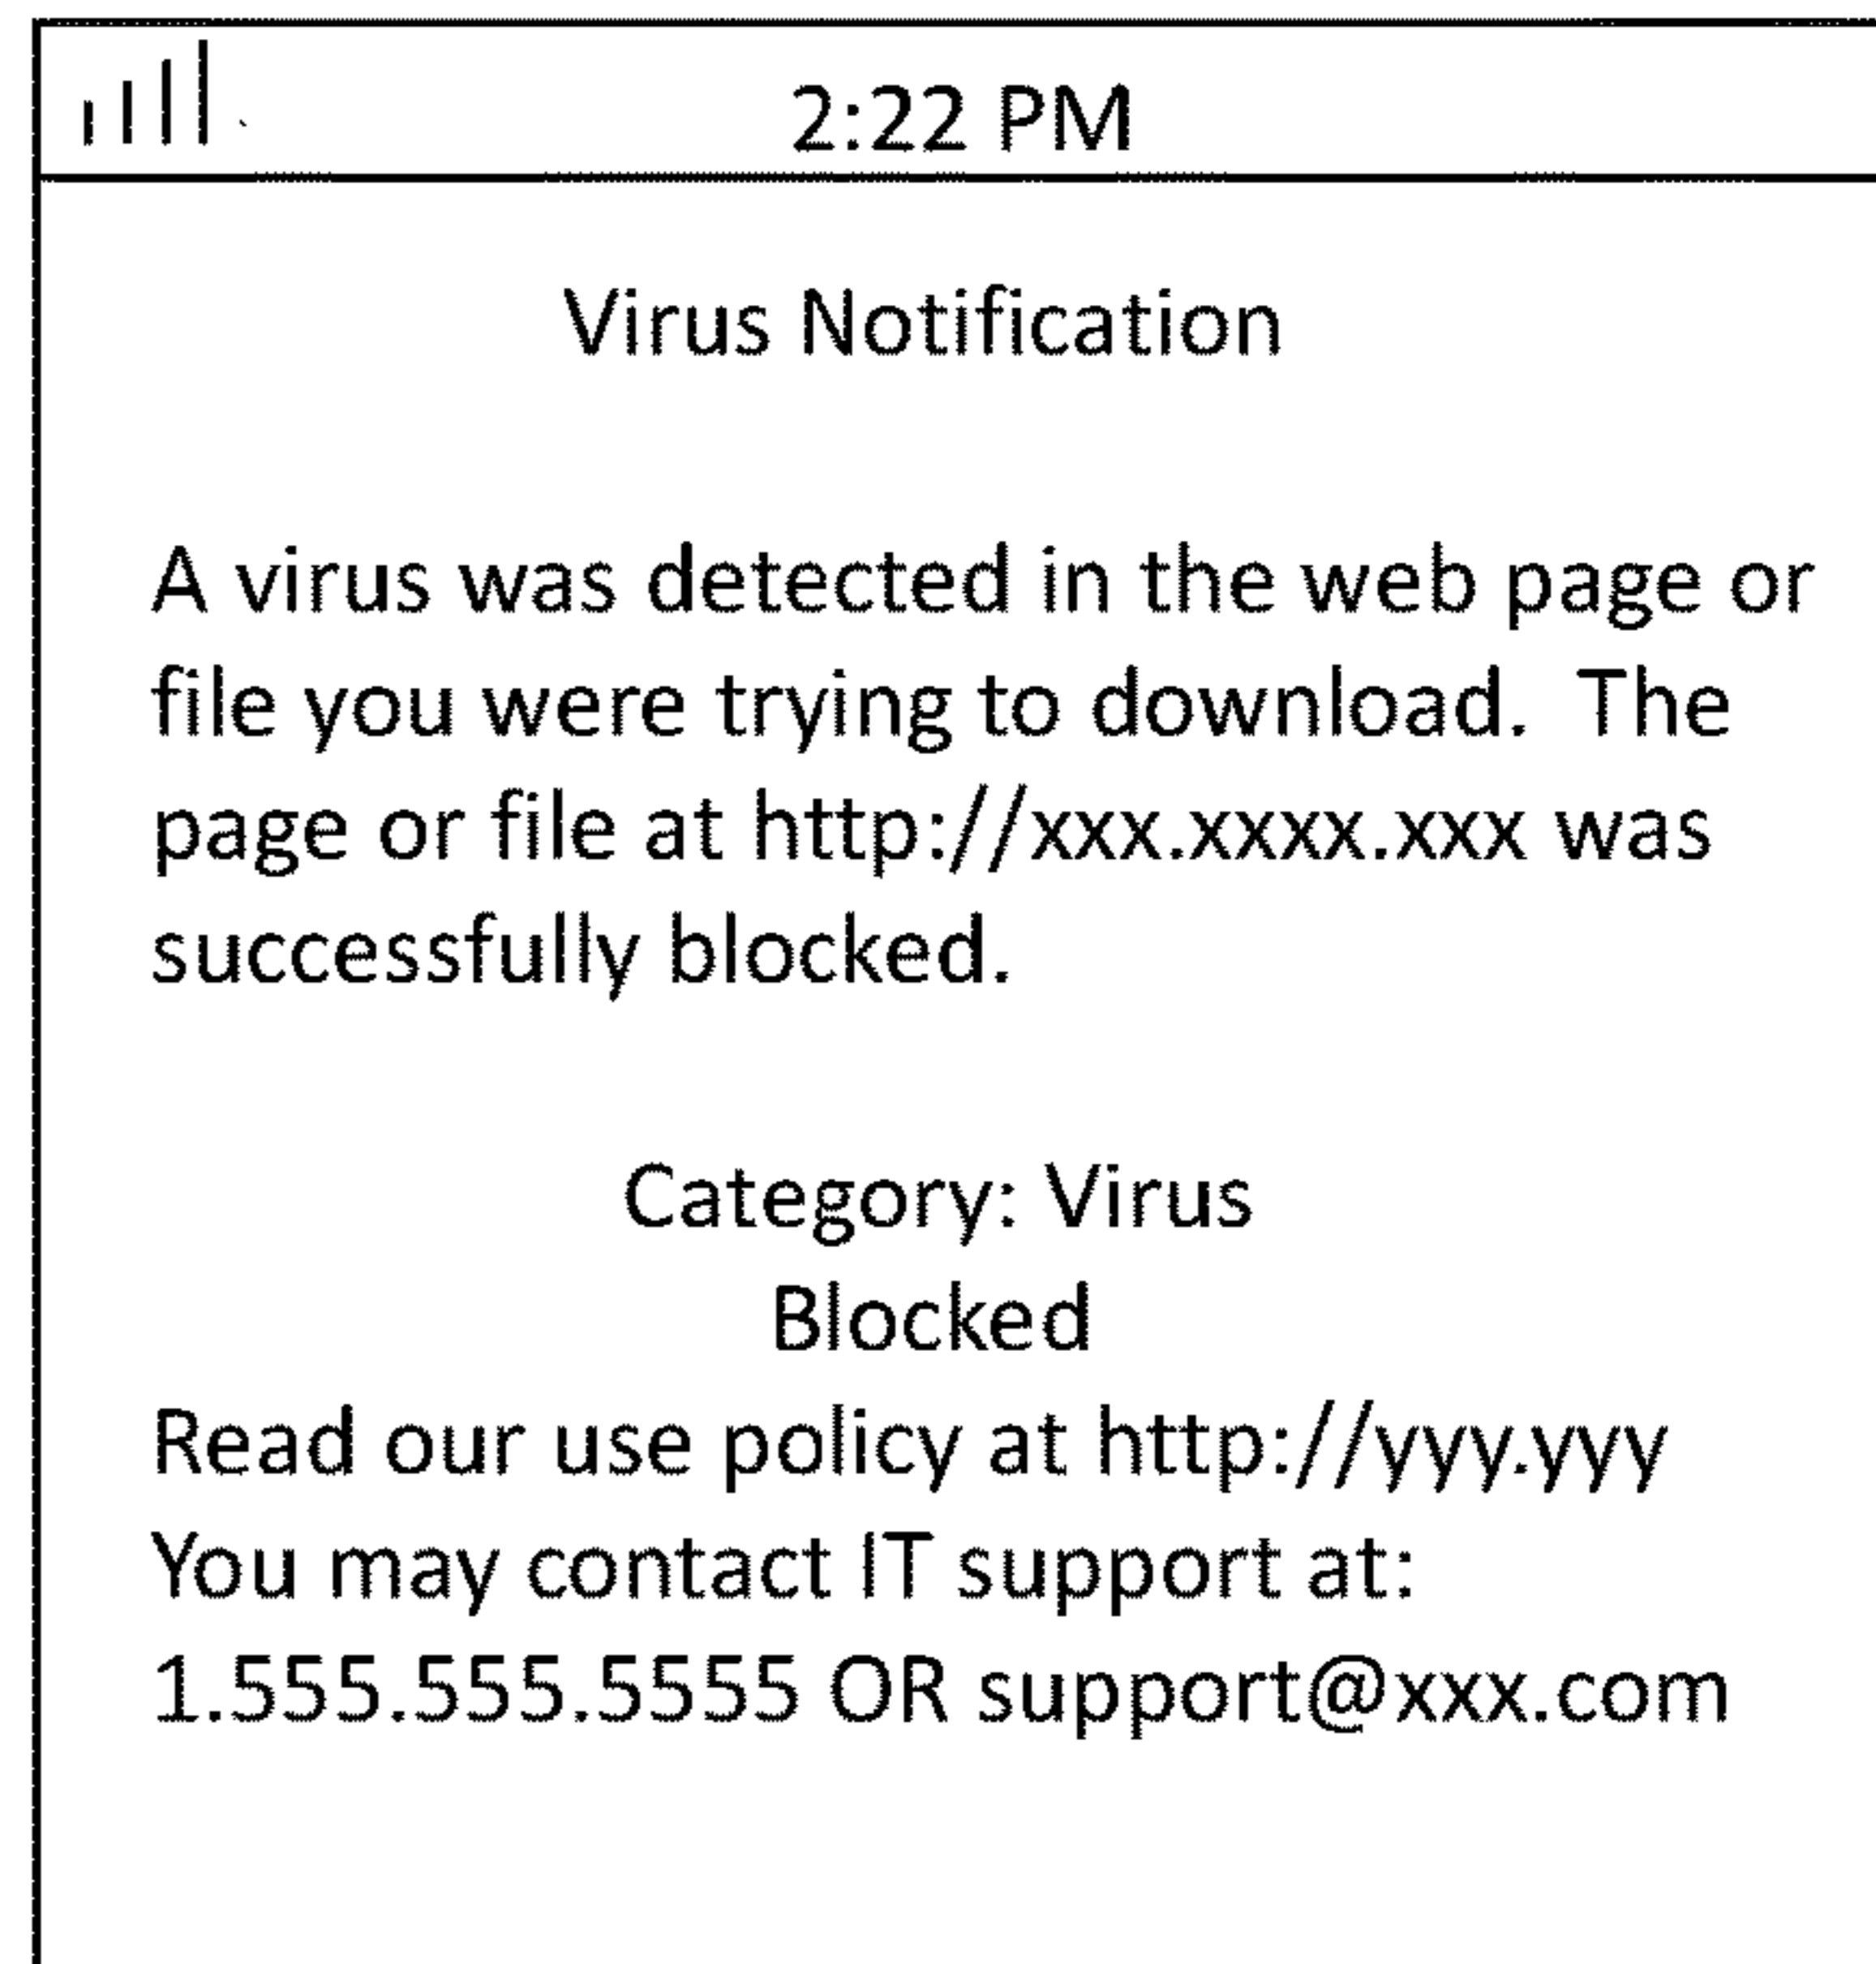 2:22 PM
Virus Notification
A virus was detected in the web page or
file you were trying to download.  The
page or file at http://xxx.xxxx.xxx was
successfully blocked.
Category: Virus
Blocked
Read our use policy at http://yyy.yyy
You may contact IT support at:
1.555.555.5555 OR support@xxx.com